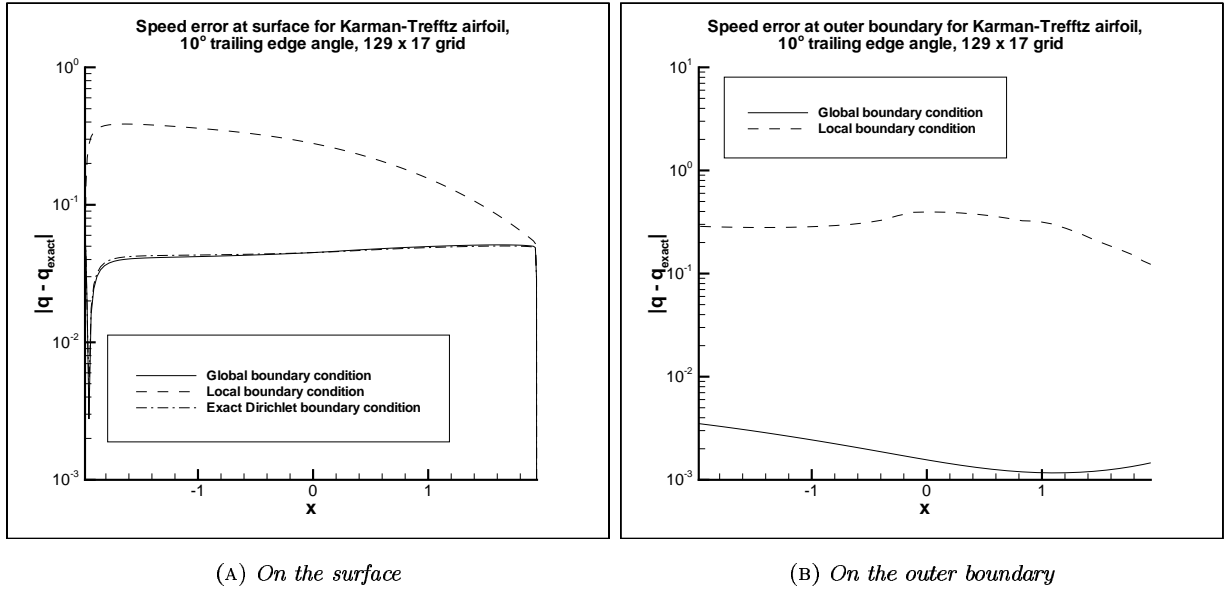 Speed error at surface for Karman-Trefftz airfoil,
10° trailing edge angle, 129 x 17 grid
10^0
10^-1
10^-2
10^-3
|q - q_exact|
Global boundary condition
Local boundary condition
Exact Dirichlet boundary condition
-1
0
1
x
(A) On the surface
Speed error at outer boundary for Karman-Trefftz airfoil,
10° trailing edge angle, 129 x 17 grid
10^1
10^0
10^-1
10^-2
10^-3
|q - q_exact|
Global boundary condition
Local boundary condition
-1
0
1
x
(B) On the outer boundary